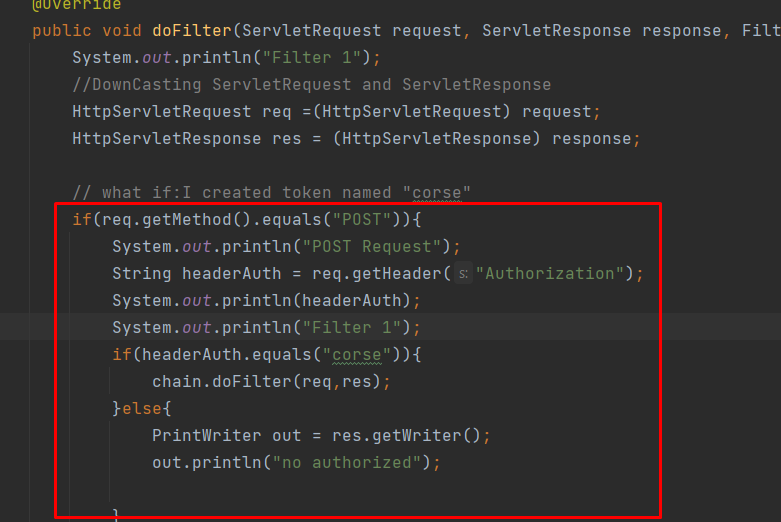 @Override
public void doFilter(ServletRequest request, ServletResponse response, Filt
System.out.println("Filter 1");
//DownCasting ServletRequest and ServletResponse
HttpServletRequest req =(HttpServletRequest) request;
HttpServletResponse res = (HttpServletResponse) response;
// what if:I created token named "corse"
if(req.getMethod().equals("POST")){
System.out.println("POST Request");
String headerAuth = req.getHeader( s: "Authorization");
System.out.println(headerAuth);
System.out.println("Filter 1");
if(headerAuth.equals("corse")){
chain.doFilter(req,res);
}else{
PrintWriter out = res.getWriter();
out.println("no authorized");
}